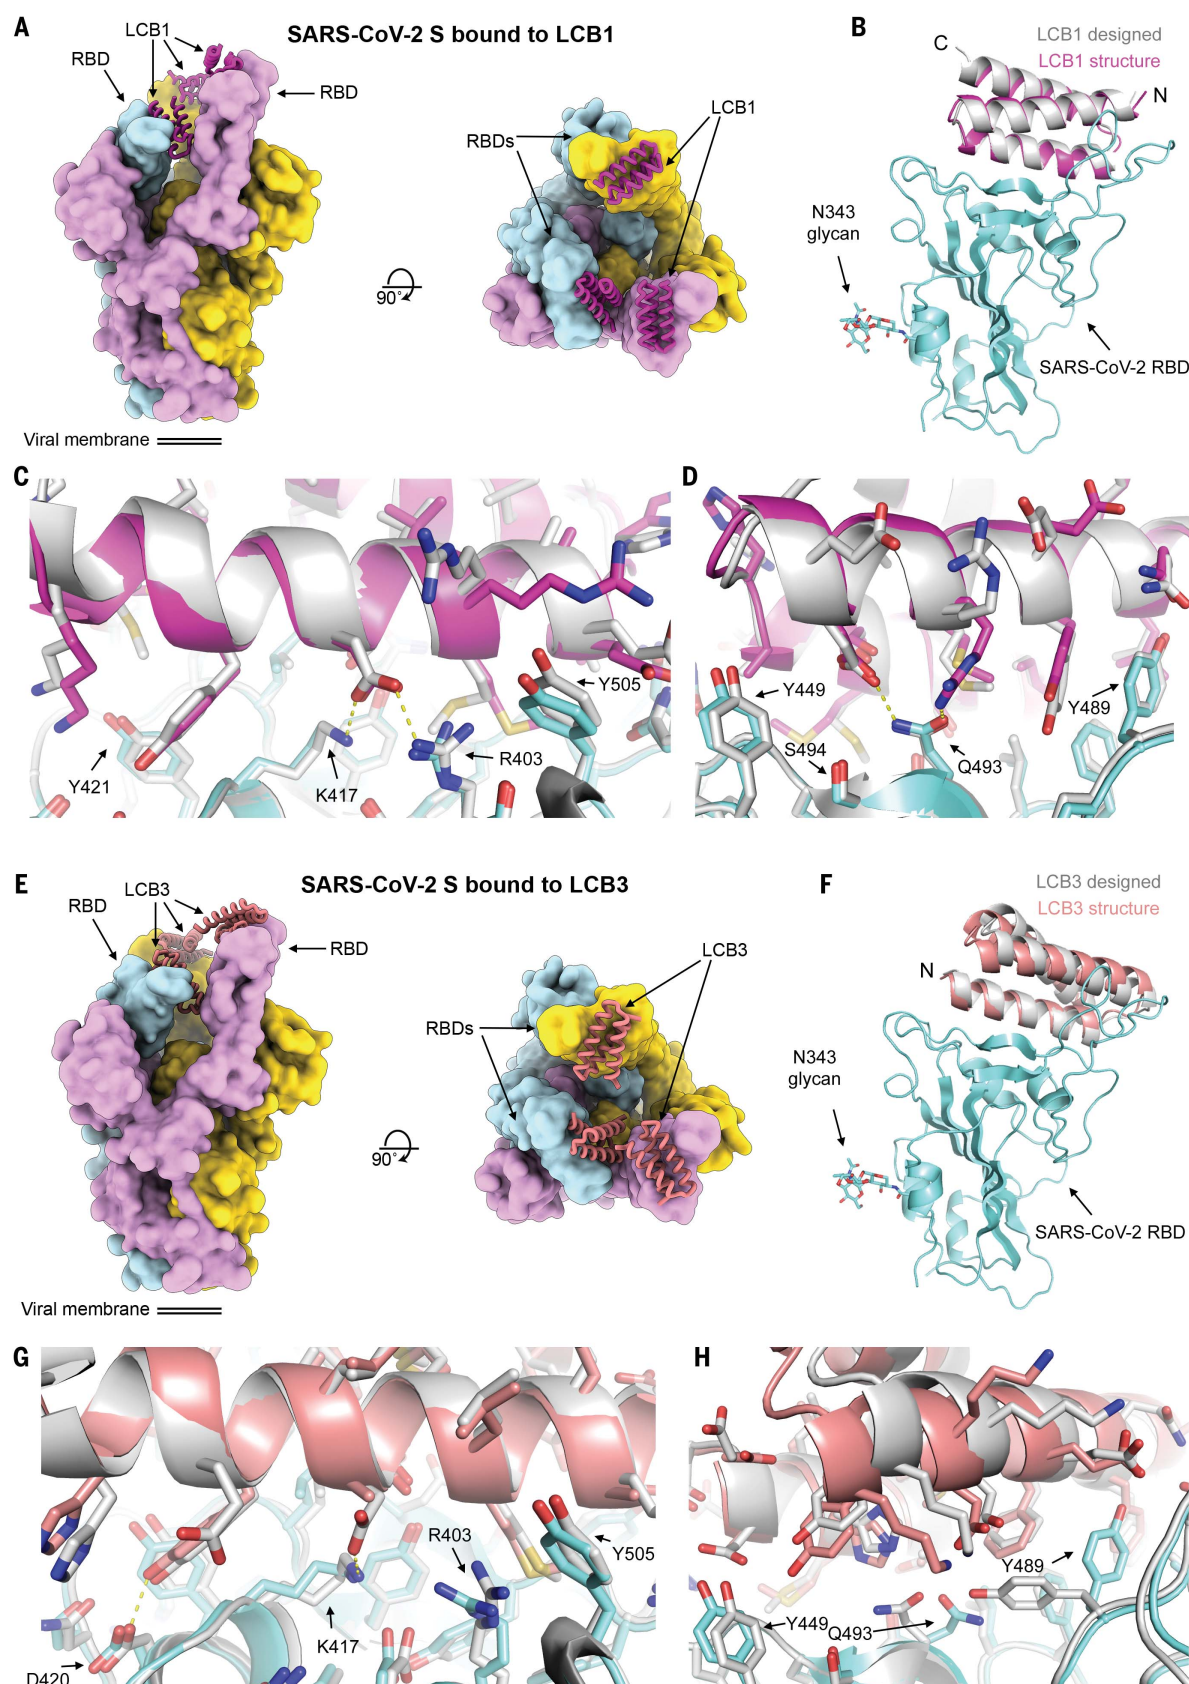 A
SARS-CoV-2 S bound to LCB1
LCB1
RBD
RBD
LCB1
RBDs
90°
Viral membrane
B
LCB1 designed
LCB1 structure
C
N
N343
glycan
SARS-CoV-2 RBD
C
Y505
R403
Y421
K417
D
Y449
Y489
S494
Q493
E
SARS-CoV-2 S bound to LCB3
LCB3
RBD
RBD
LCB3
RBDs
90°
Viral membrane
F
LCB3 designed
LCB3 structure
N
N343
glycan
SARS-CoV-2 RBD
G
R403
Y505
K417
D420
H
Y489
Y449
Q493